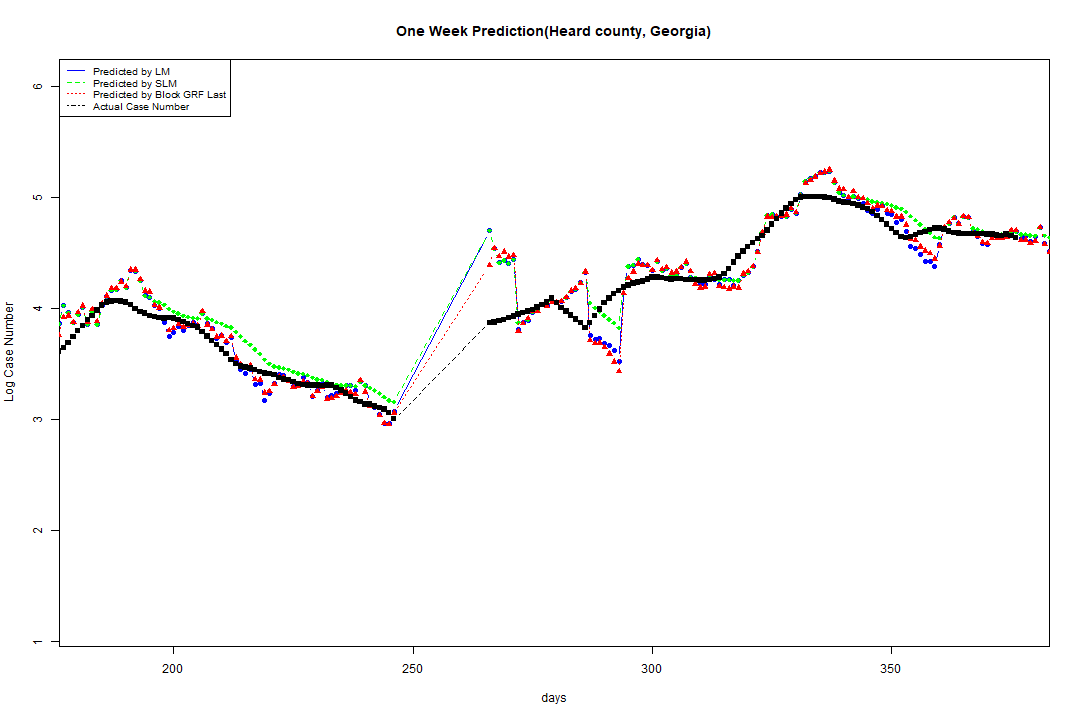 One Week Prediction(Heard county, Georgia)
Predicted by LM
Predicted by SLM
Predicted by Block GRF Last
Actual Case Number
Log Case Number
6
5
4
3
2
1
200 250 300 350
days